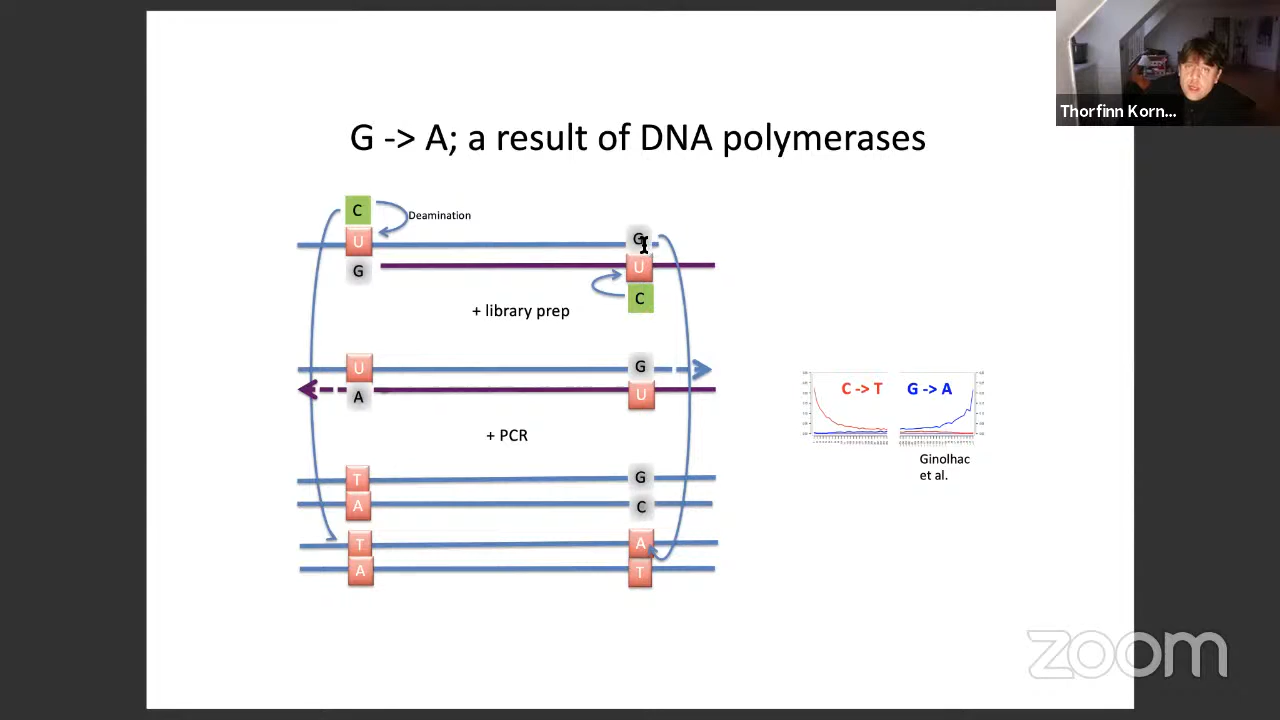 Thorfinn Korn...
G -> A; a result of DNA polymerases
C
Deamination
U
G
G
U
C
+ library prep
U
G
A
U
+ PCR
C -> T
G -> A
Ginolhac
et al.
T
G
A
C
T
A
A
T
zoom